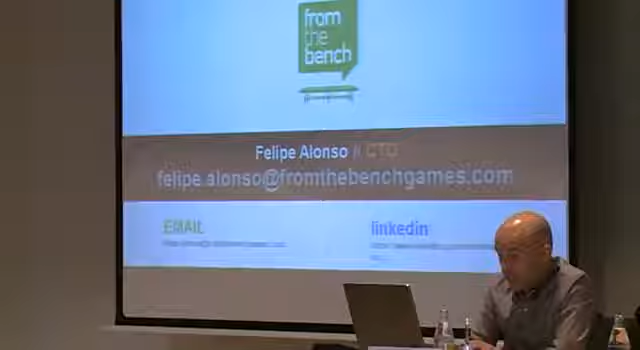 from
the
bench
Felipe Alonso // CTO
felipe.alonso@fromthebenchgames.com
EMAIL
linkedin